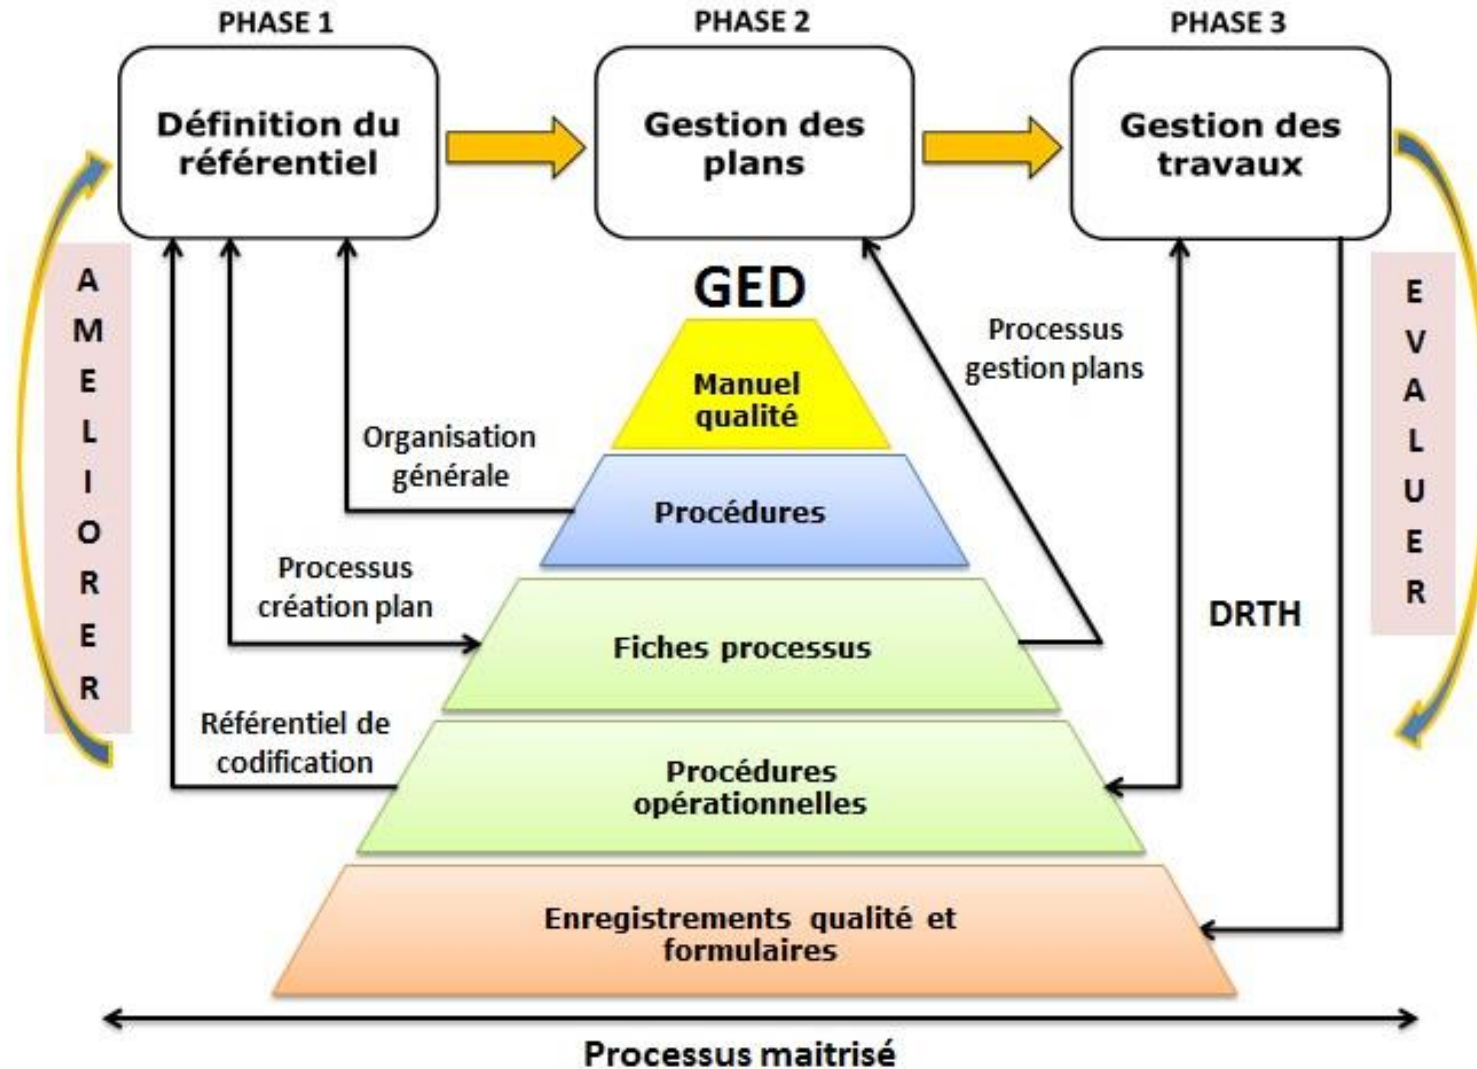 PHASE 1
PHASE 2
PHASE 3
Définition du
référentiel
Gestion des
plans
Gestion des
travaux
A
M
E
L
I
O
R
E
R
GED
Manuel
qualité
Processus
gestion plans
Organisation
générale
Procédures
Processus
création plan
Fiches processus
DRTH
E
V
A
L
U
E
R
Référentiel de
codification
Procédures
opérationnelles
Enregistrements qualité et
formulaires
Processus maitrisé